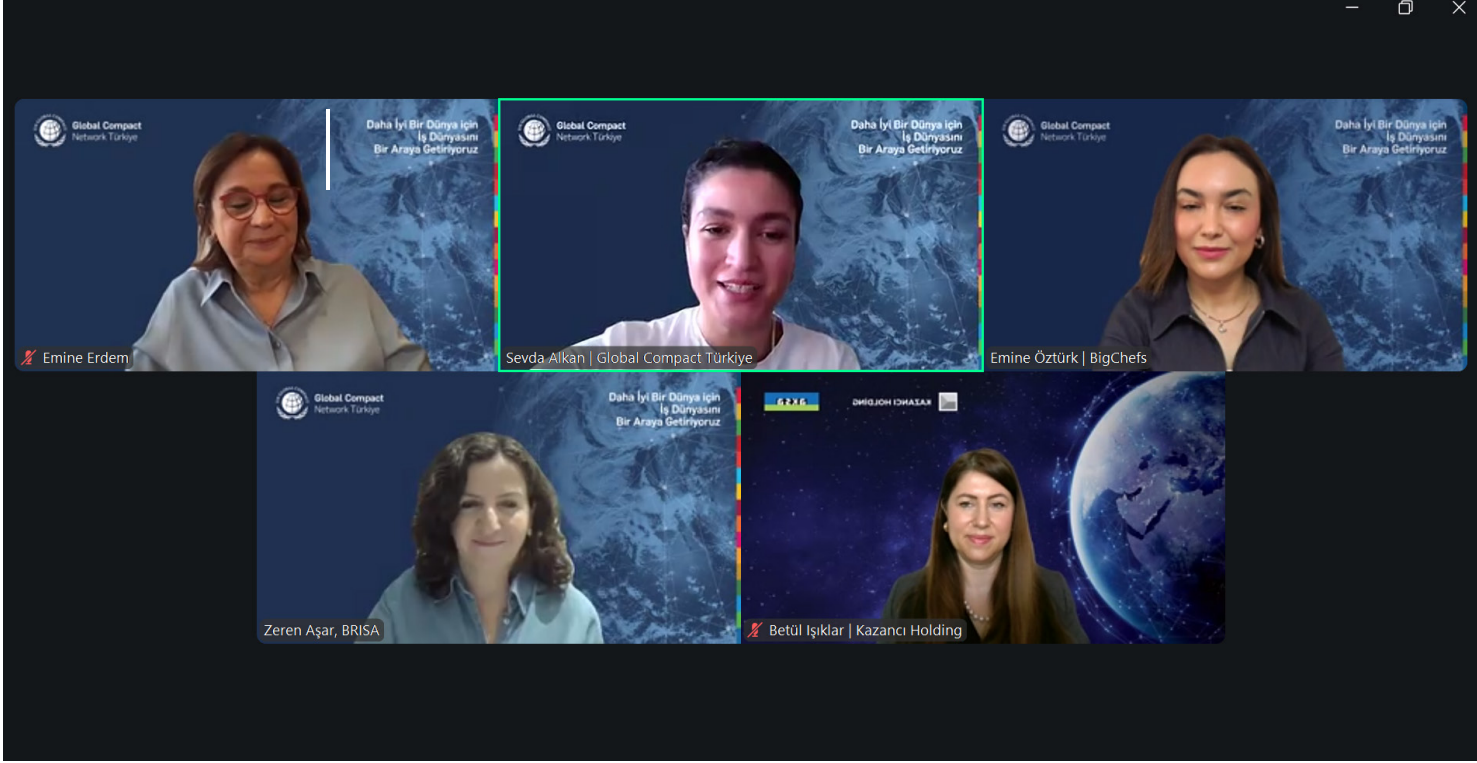 Global Compact
Network Türkiye
Daha İyi Bir Dünya için
İş Dünyasını
Bir Araya Getiriyoruz
Emine Erdem
Global Compact
Network Türkiye
Daha İyi Bir Dünya için
İş Dünyasını
Bir Araya Getiriyoruz
Sevda Alkan | Global Compact Türkiye
Global Compact
Network Türkiye
Daha İyi Bir Dünya için
İş Dünyasını
Bir Araya Getiriyoruz
Emine Öztürk | BigChefs
Global Compact
Network Türkiye
Daha İyi Bir Dünya için
İş Dünyasını
Bir Araya Getiriyoruz
Zeren Aşar, BRISA
KAZANCI HOLDING
Betül Işıklar | Kazancı Holding